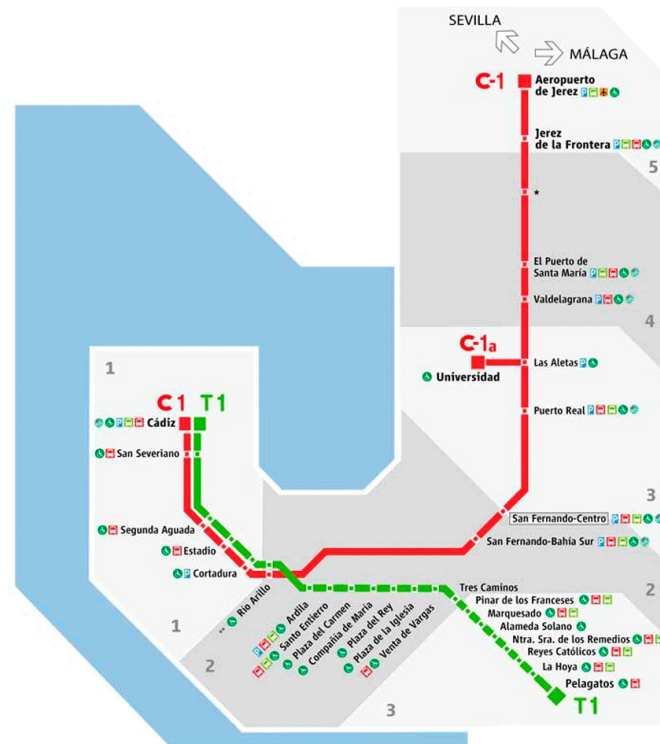 SEVILLA
MÁLAGA
C-1
Aeropuerto
de Jerez
Jerez
de la Frontera
5
*
El Puerto de
Santa María
Valdelagrana
4
C-1a
Universidad
Las Aletas
Puerto Real
3
1
C1 T1
Cádiz
San Severiano
Segunda Aguada
Estadio
Cortadura
San Fernando-Centro
San Fernando-Bahía Sur
2
** Río Arillo
Ardila
Santo Entierro
Plaza del Carmen
Compañía de María
Plaza del Rey
Plaza de la Iglesia
Venta de Vargas
Tres Caminos
Pinar de los Franceses
Marquesado
Alameda Solano
Ntra. Sra. de los Remedios
Reyes Católicos
La Hoya
Pelagatos
T1
1
2
3